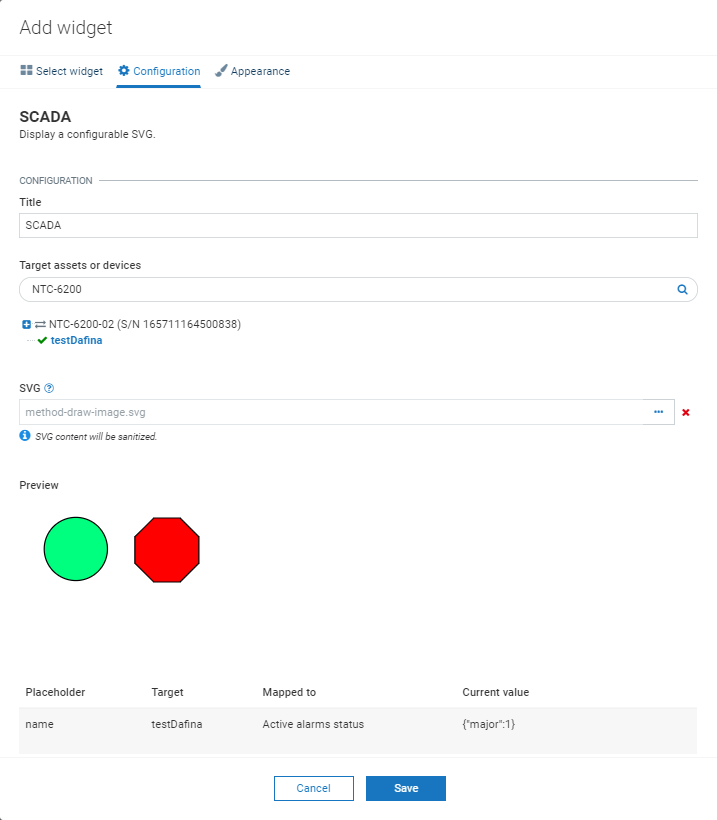 Add widget
Select widget Configuration Appearance
SCADA
Display a configurable SVG.
CONFIGURATION
Title
SCADA
Target assets or devices
NTC-6200
NTC-6200-02 (S/N 165711164500838)
testDafina
SVG
method-draw-image.svg
SVG content will be sanitized.
Preview
Placeholder Target Mapped to Current value
name testDafina Active alarms status {"major":1}
Cancel Save